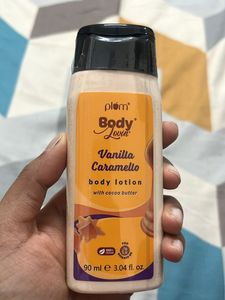 plum
Body
Lovin'
Vanilla
Caramello
body lotion
with cocoa butter
90 ml ℮ 3.04 fl. oz.